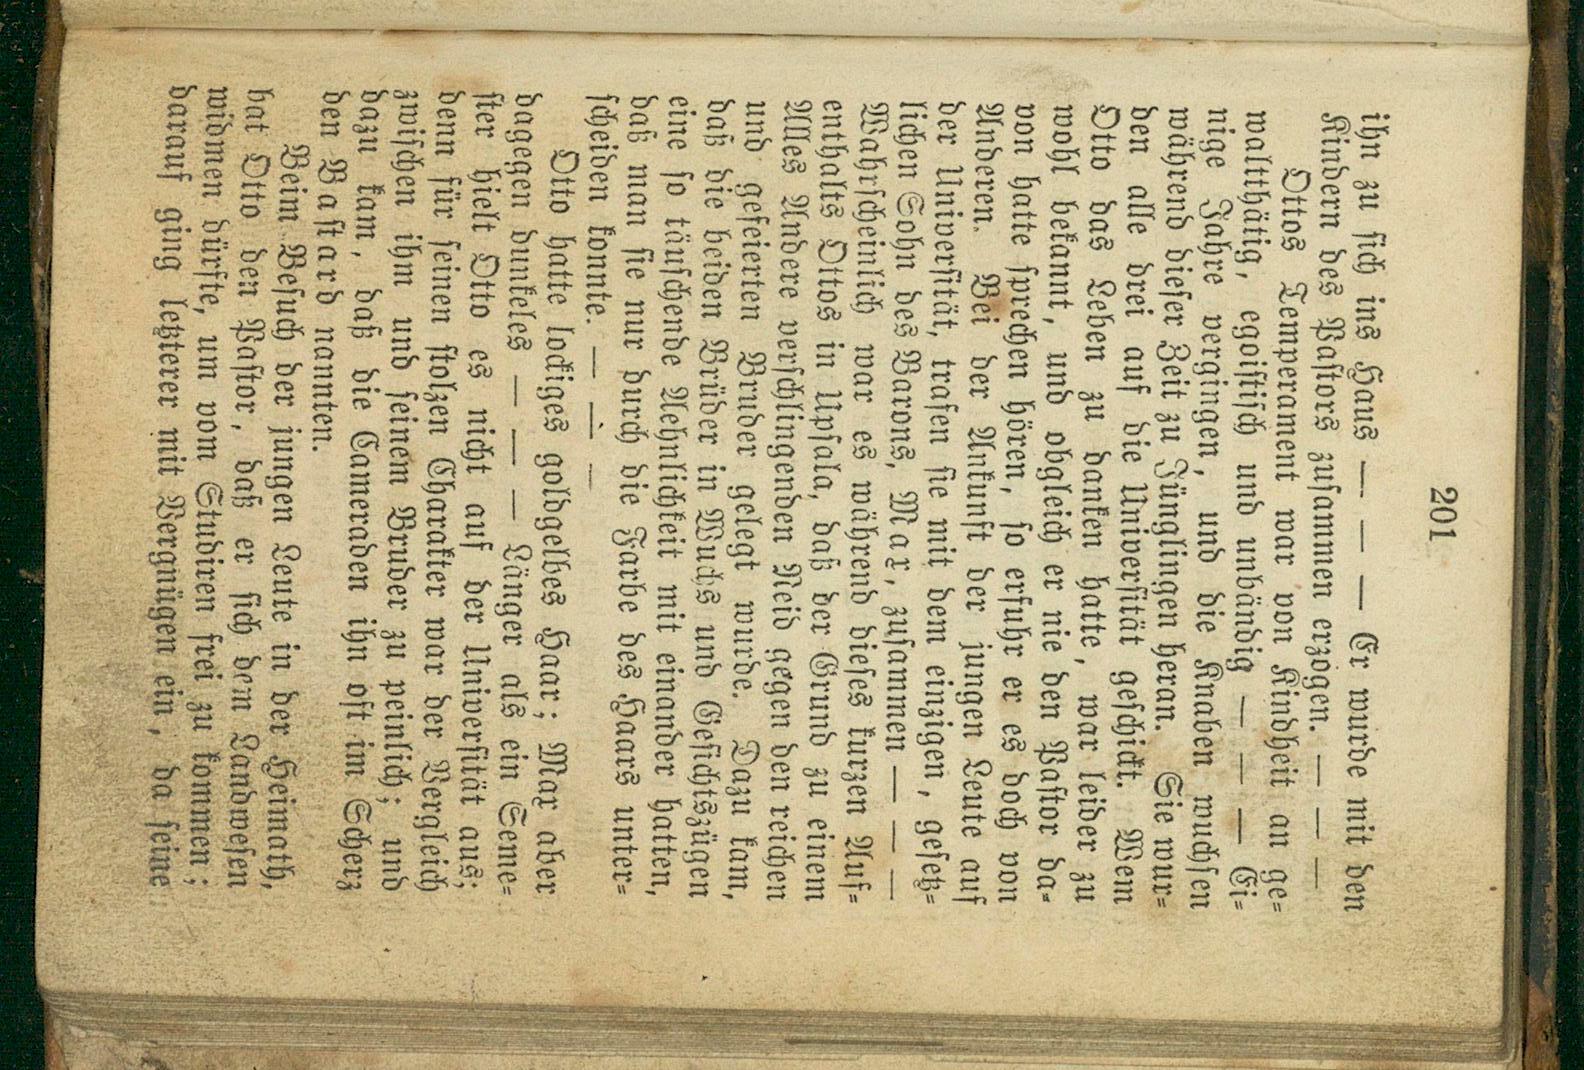 201
ihn zu ſich ins Haus — — — Er wurde mit den
Kindern des Paſtors zuſammen erzogen. — — —
Ottos Temperament war von Kindheit an ge=
waltthätig, egoiſtiſch und unbändig — — — Ei=
nige Jahre vergingen, und die Knaben wuchſen
während dieſer Zeit zu Jünglingen heran. Sie wur=
den alle drei auf die Univerſität geſchickt. Wem
Otto das Leben zu danken hatte, war leider zu
wohl bekannt, und obgleich er nie den Paſtor da=
von hatte ſprechen hören, ſo erfuhr er es doch von
Anderen. Bei der Ankunft der jungen Leute auf
der Univerſität, trafen ſie mit dem einzigen, geſetz=
lichen Sohn des Barons, Max, zuſammen — — —
Wahrſcheinlich war es während dieſes kurzen Auf=
enthalts Ottos in Upſala, daß der Grund zu einem
Alles Andere verſchlingenden Neid gegen den reichen
und gefeierten Bruder gelegt wurde. Dazu kam,
daß die beiden Brüder in Wuchs und Geſichtszügen
eine ſo täuſchende Aehnlichkeit mit einander hatten,
daß man ſie nur durch die Farbe des Haars unter=
ſcheiden konnte. — — —
Otto hatte lockiges goldgelbes Haar; Max aber
dagegen dunkeles — — — Länger als ein Seme=
ſter hielt Otto es nicht auf der Univerſität aus;
denn für ſeinen ſtolzen Charakter war der Vergleich
zwiſchen ihm und ſeinem Bruder zu peinlich; und
dazu kam, daß die Cameraden ihn oft im Scherz
den Baſtard nannten.
Beim Beſuch der jungen Leute in der Heimath,
bat Otto den Paſtor, daß er ſich dem Landweſen
widmen dürfte, um vom Studiren frei zu kommen;
darauf ging letzterer mit Vergnügen ein, da ſeine